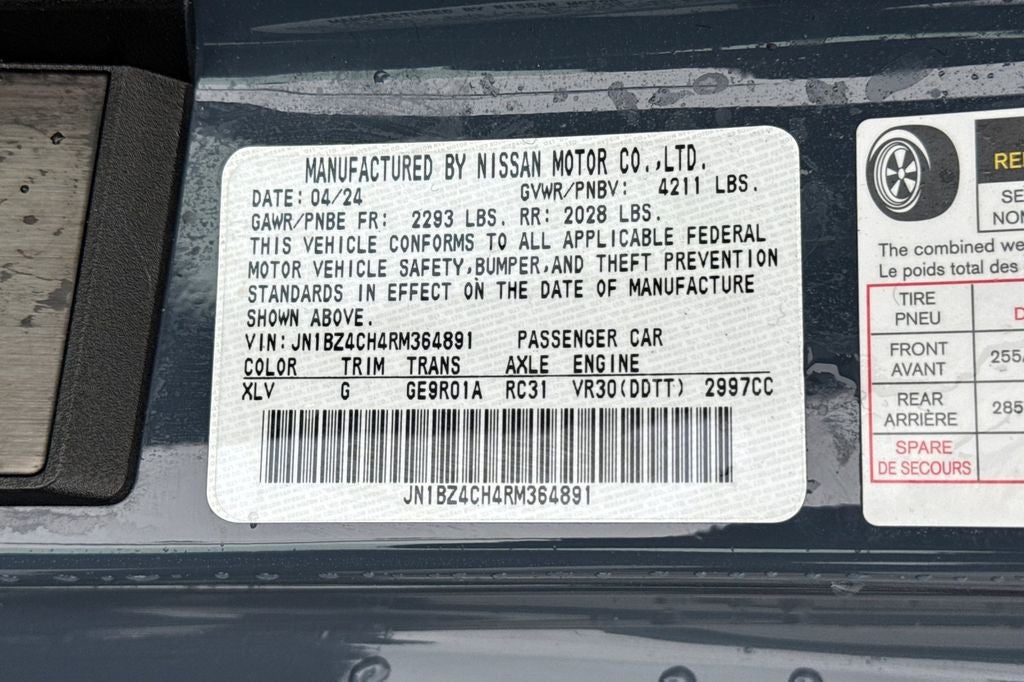 MANUFACTURED BY NISSAN MOTOR CO.,LTD.
DATE: 04/24 GVWR/PNBV: 4211 LBS.
GAWR/PNBE FR: 2293 LBS. RR: 2028 LBS.
THIS VEHICLE CONFORMS TO ALL APPLICABLE FEDERAL
MOTOR VEHICLE SAFETY,BUMPER,AND THEFT PREVENTION
STANDARDS IN EFFECT ON THE DATE OF MANUFACTURE
SHOWN ABOVE.
VIN: JN1BZ4CH4RM364891 PASSENGER CAR
COLOR TRIM TRANS AXLE ENGINE
XLV G GE9R01A RC31 VR30(DDTT) 2997CC
JN1BZ4CH4RM364891
The combined
Le poids total des
TIRE
PNEU
FRONT
AVANT
255
REAR
ARRIÈRE
285
SPARE
DE SECOURS